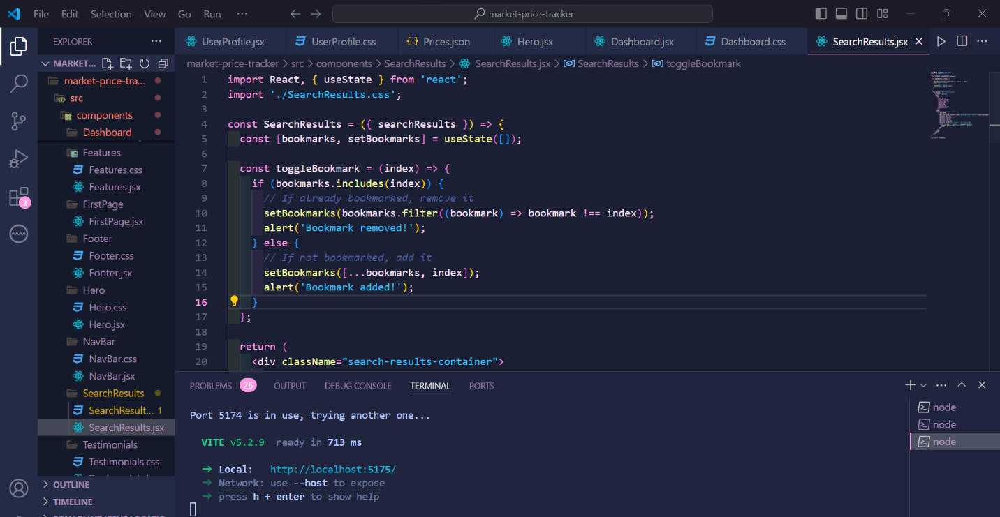 File Edit Selection View Go Run ··· market-price-tracker
EXPLORER ···
UserProfile.jsx UserProfile.css {..} Prices.json Hero.jsx Dashboard.jsx Dashboard.css SearchResults.jsx
MARKET...
market-price-tracker > src > components > SearchResults > SearchResults.jsx > SearchResults > toggleBookmark
market-price-tra...
src
components
Dashboard
Features
Features.css
Features.jsx
FirstPage
FirstPage.jsx
Footer
Footer.css
Footer.jsx
Hero
Hero.css
Hero.jsx
NavBar
NavBar.css
NavBar.jsx
SearchResults
SearchResult... 1
SearchResults.jsx
Testimonials
Testimonials.css
OUTLINE
TIMELINE
2
1 import React, { useState } from 'react';
2 import './SearchResults.css';
3
4 const SearchResults = ({ searchResults }) => {
5 const [bookmarks, setBookmarks] = useState([]);
6
7 const toggleBookmark = (index) => {
8 if (bookmarks.includes(index)) {
9 // If already bookmarked, remove it
10 setBookmarks(bookmarks.filter((bookmark) => bookmark !== index));
11 alert('Bookmark removed!');
12 } else {
13 // If not bookmarked, add it
14 setBookmarks([...bookmarks, index]);
15 alert('Bookmark added!');
16 }
17 };
18
19 return (
20 <div className="search-results-container">
PROBLEMS 26 OUTPUT DEBUG CONSOLE TERMINAL PORTS
Port 5174 is in use, trying another one...
VITE v5.2.9 ready in 713 ms
➜ Local: http://localhost:5175/
➜ Network: use --host to expose
➜ press h + enter to show help
node
node
node